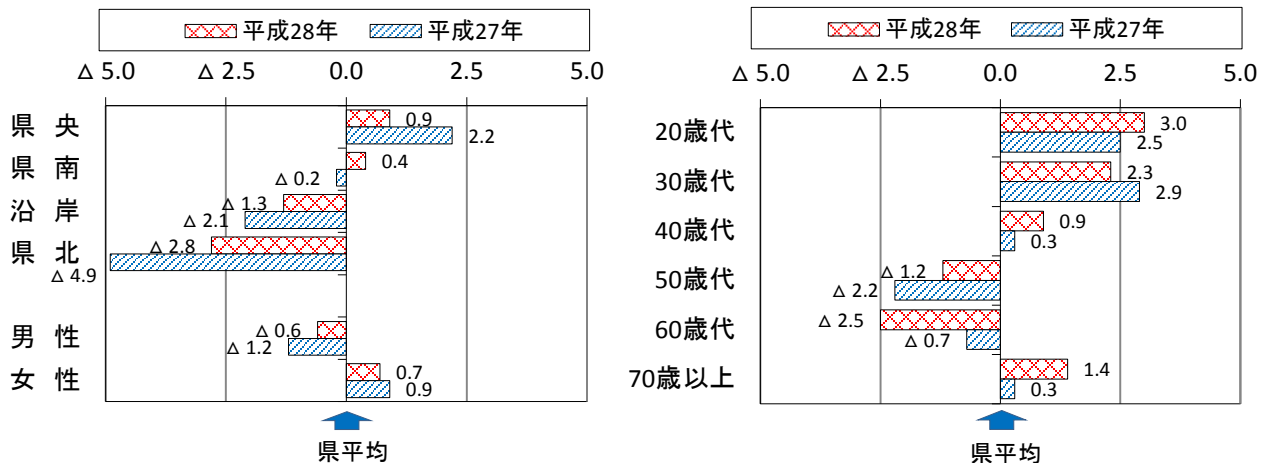 平成28年 平成27年
△ 5.0 △ 2.5 0.0 2.5 5.0
県 央 0.9
2.2
県 南 0.4
△ 0.2
沿 岸 △ 1.3
△ 2.1
県 北 △ 2.8
△ 4.9
男 性 △ 0.6
△ 1.2
女 性 0.7
0.9
県平均
平成28年 平成27年
△ 5.0 △ 2.5 0.0 2.5 5.0
20歳代 3.0
2.5
30歳代 2.3
2.9
40歳代 0.9
0.3
50歳代 △ 1.2
△ 2.2
60歳代 △ 2.5
△ 0.7
70歳以上 1.4
0.3
県平均